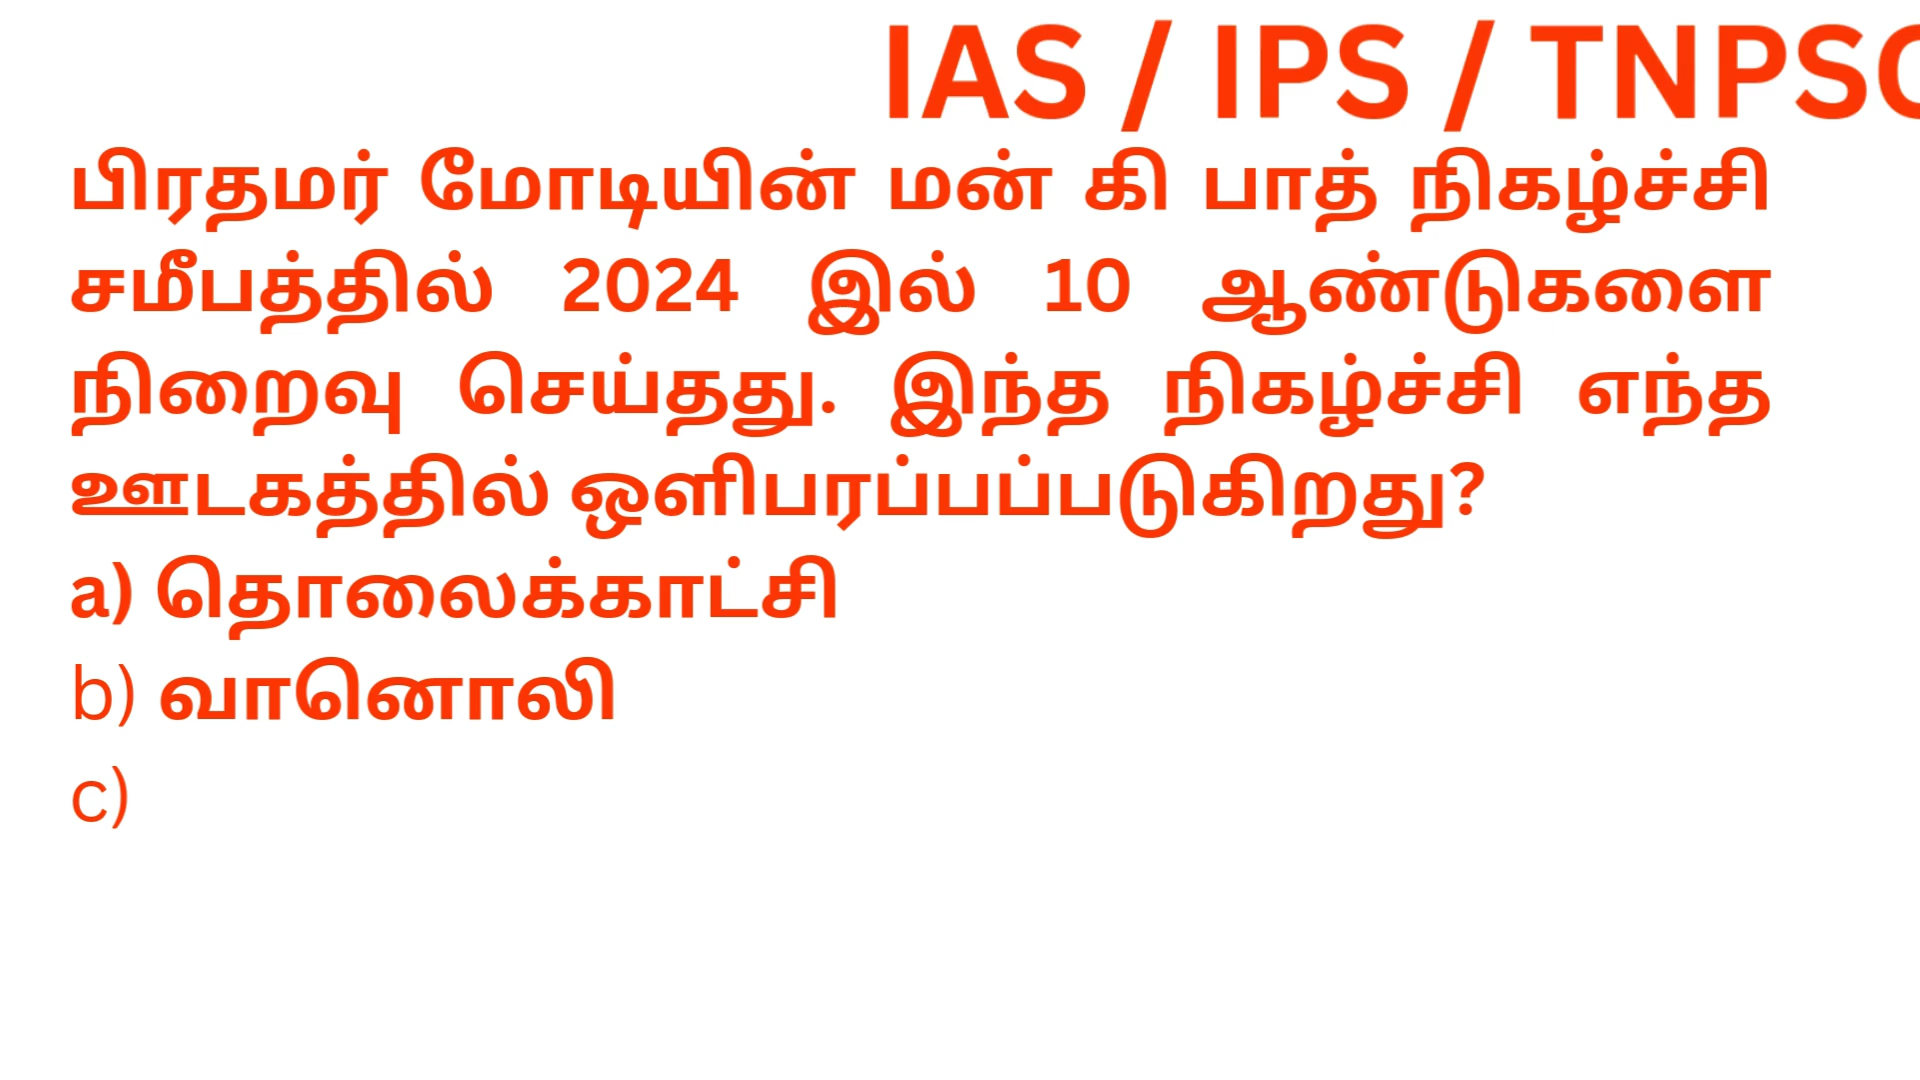 IAS / IPS / TNPSC
பிரதமர் மோடியின் மன் கி பாத் நிகழ்ச்சி
சமீபத்தில் 2024 இல் 10 ஆண்டுகளை
நிறைவு செய்தது. இந்த நிகழ்ச்சி எந்த
ஊடகத்தில் ஒளிபரப்பப்படுகிறது?
a) தொலைக்காட்சி
b) வானொலி
c)